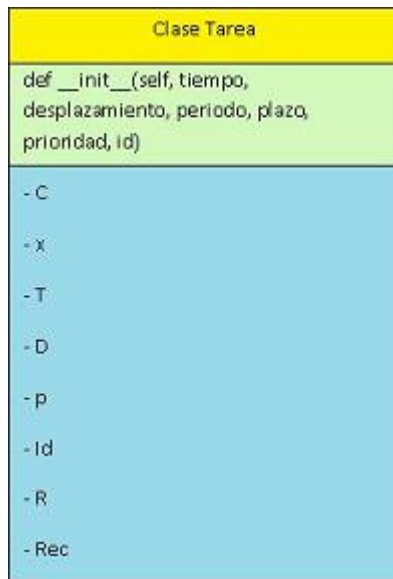 Clase Tarea
def __init__(self, tiempo,
desplazamiento, periodo, plazo,
prioridad, id)
- C
- x
- T
- D
- p
- Id
- R
- Rec